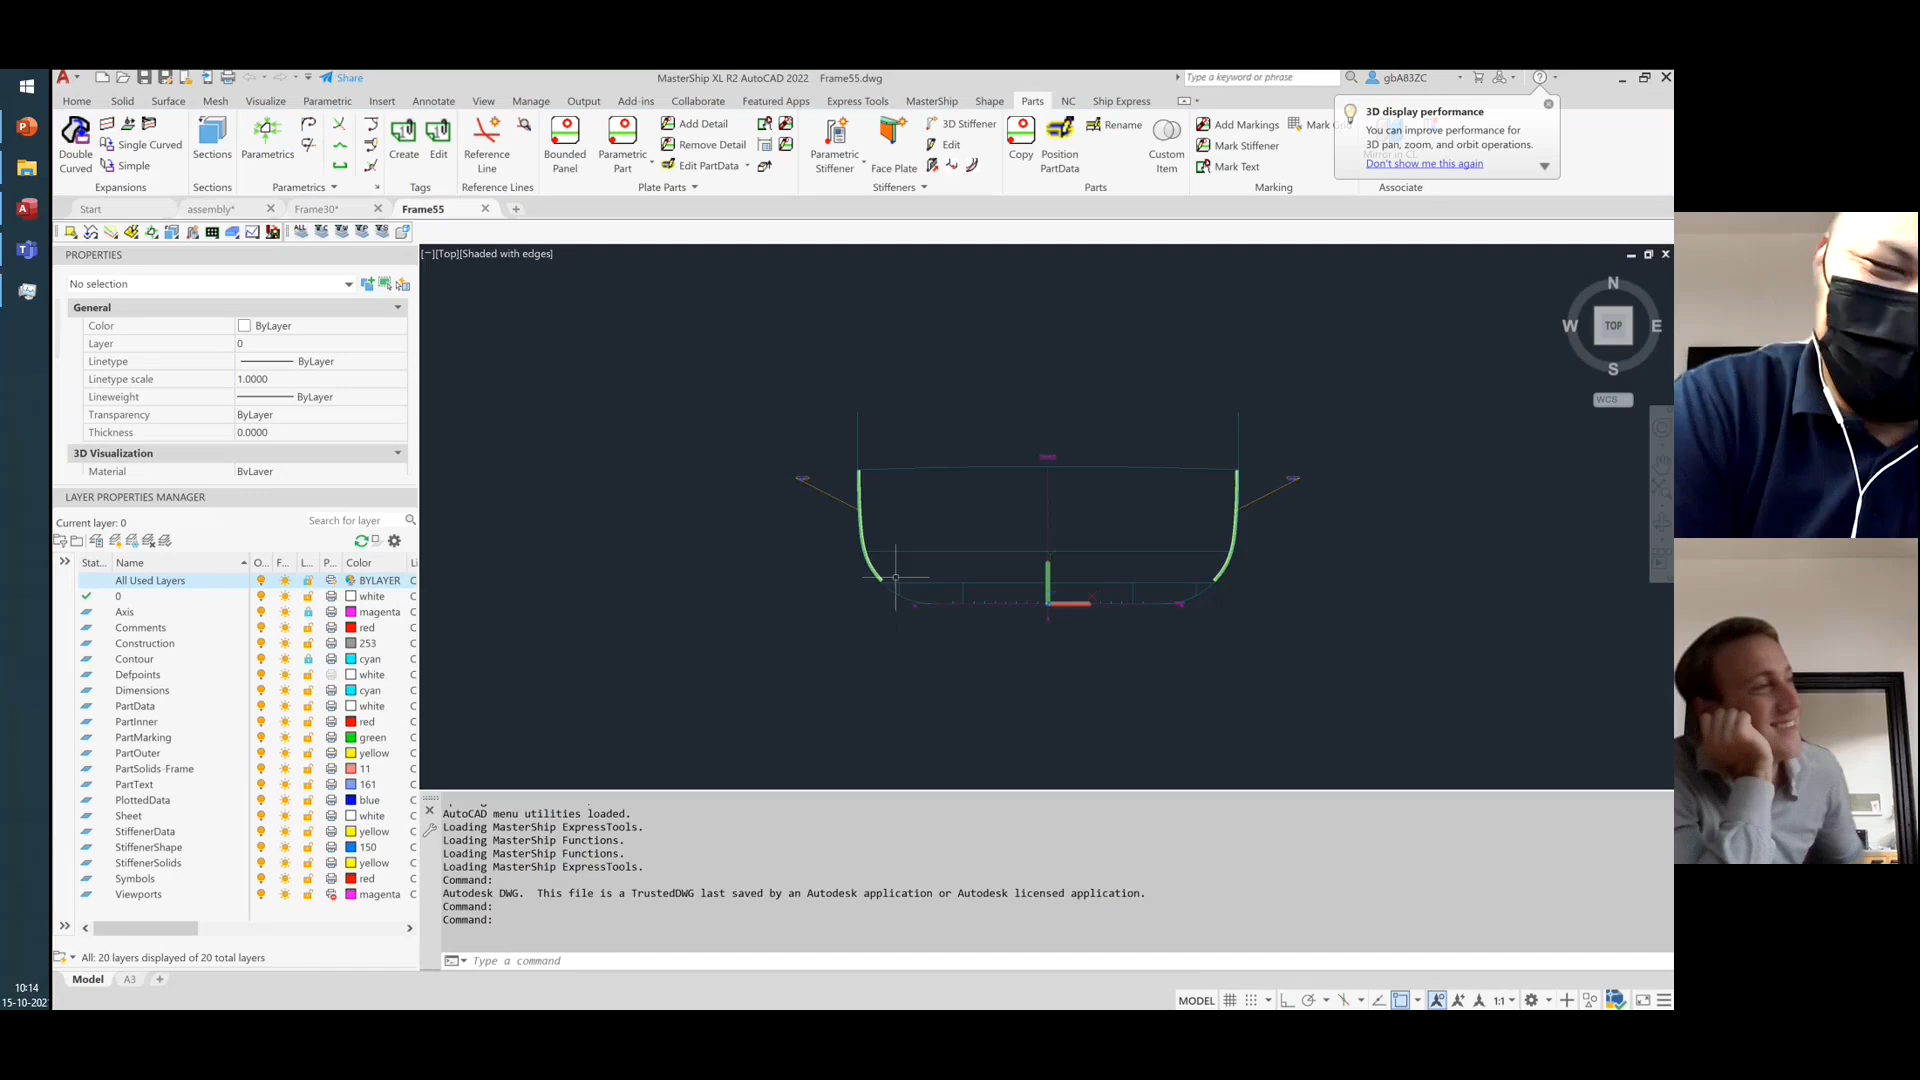 Share
MasterShip XL R2 AutoCAD 2022 Frame55.dwg
Type a keyword or phrase
gbA83ZC
Home Solid Surface Mesh Visualize Parametric Insert Annotate View Manage Output Add-ins Collaborate Featured Apps Express Tools MasterShip Shape Parts NC Ship Express
Double Curved
Single Curved
Simple
Expansions
Sections
Sections
Parametrics
Parametrics
Create
Edit
Tags
Reference Line
Reference Lines
Bounded Panel
Parametric Part
Add Detail
Remove Detail
Edit PartData
Plate Parts
Parametric Stiffener
Face Plate
3D Stiffener
Edit
Stiffeners
Copy
Position PartData
Rename
Custom Item
Parts
Add Markings
Mark Stiffener
Mark Text
Marking
Associate
3D display performance
You can improve performance for
3D pan, zoom, and orbit operations.
Don't show me this again
Start
assembly*
Frame30*
Frame55
PROPERTIES
No selection
General
Color ByLayer
Layer 0
Linetype ByLayer
Linetype scale 1.0000
Lineweight ByLayer
Transparency ByLayer
Thickness 0.0000
3D Visualization
Material ByLayer
[−][Top][Shaded with edges]
N
W TOP E
S
WCS
LAYER PROPERTIES MANAGER
Current layer: 0
Search for layer
Stat... Name O... F... L... P... Color Li
All Used Layers BYLAYER C
0 white C
Axis magenta C
Comments red C
Construction 253 C
Contour cyan C
Defpoints white C
Dimensions cyan C
PartData white C
PartInner red C
PartMarking green C
PartOuter yellow C
PartSolids-Frame 11 C
PartText 161 C
PlottedData blue C
Sheet white C
StiffenerData yellow C
StiffenerShape 150 C
StiffenerSolids yellow C
Symbols red C
Viewports magenta C
All: 20 layers displayed of 20 total layers
AutoCAD menu utilities loaded.
Loading MasterShip ExpressTools.
Loading MasterShip Functions.
Loading MasterShip Functions.
Loading MasterShip ExpressTools.
Command:
Autodesk DWG. This file is a TrustedDWG last saved by an Autodesk application or Autodesk licensed application.
Command:
Command:
Type a command
Model
A3
MODEL
1:1
10:14
15-10-202